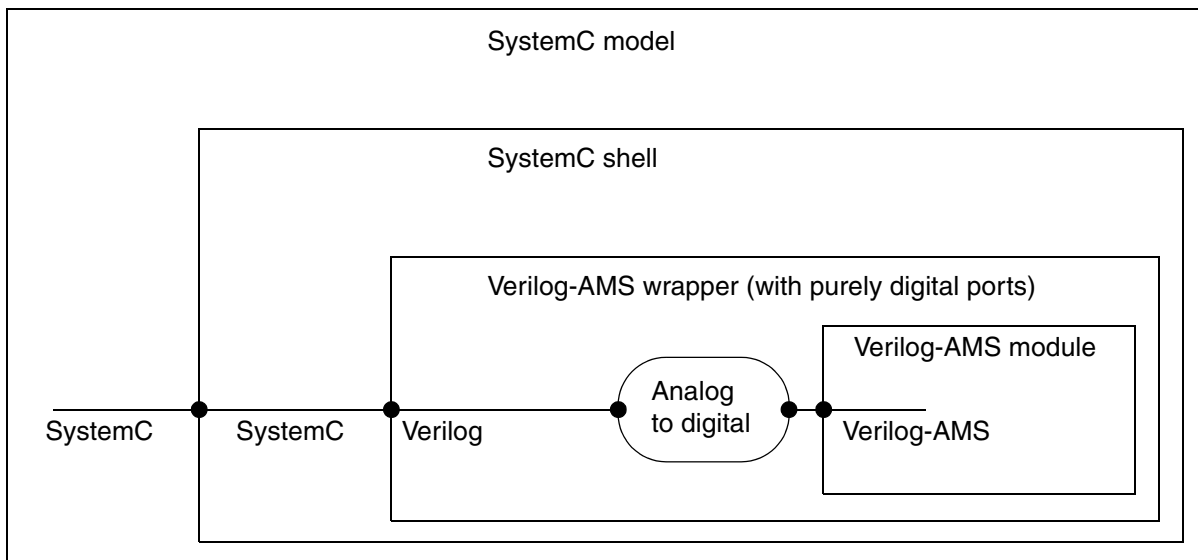 SystemC model
SystemC shell
Verilog-AMS wrapper (with purely digital ports)
Verilog-AMS module
Analog
to digital
SystemC
SystemC
Verilog
Verilog-AMS